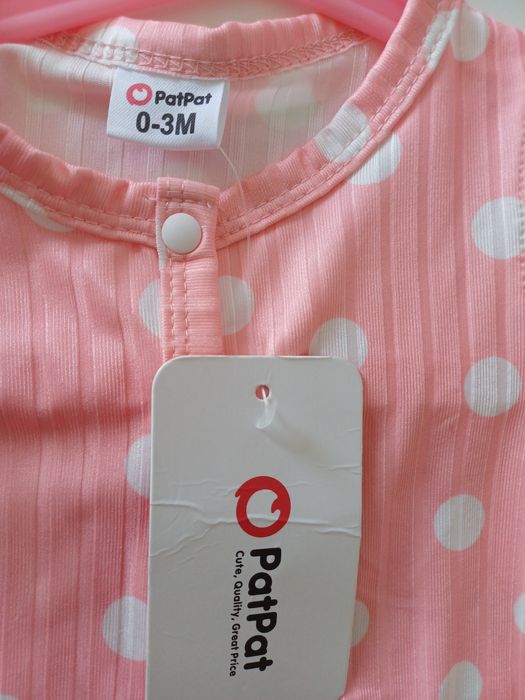 PatPat
0-3M
PatPat
Cute, Quality, Great Price